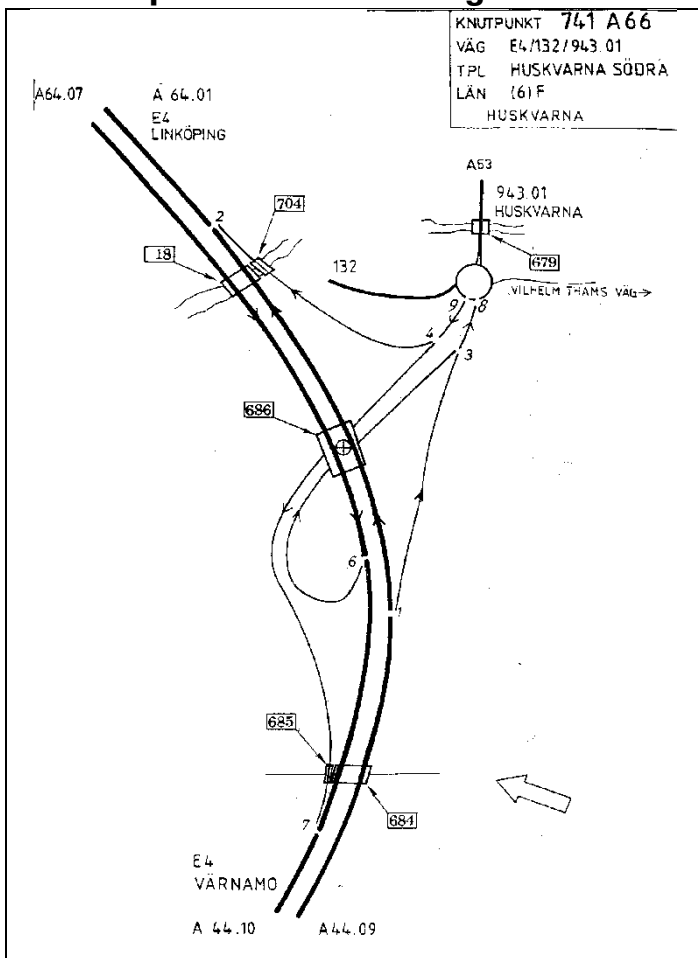 KNUTPUNKT 741 A66
VÄG E4/132/943.01
TPL HUSKVARNA SÖDRA
LÄN (6) F
HUSKVARNA
A64.07
A 64.01
E4
LINKÖPING
A53
943.01
HUSKVARNA
2
704
18
679
132
VILHELM THAMS VÄG→
9
8
4
3
686
6
1
685
7
684
E4
VÄRNAMO
A 44.10
A44.09